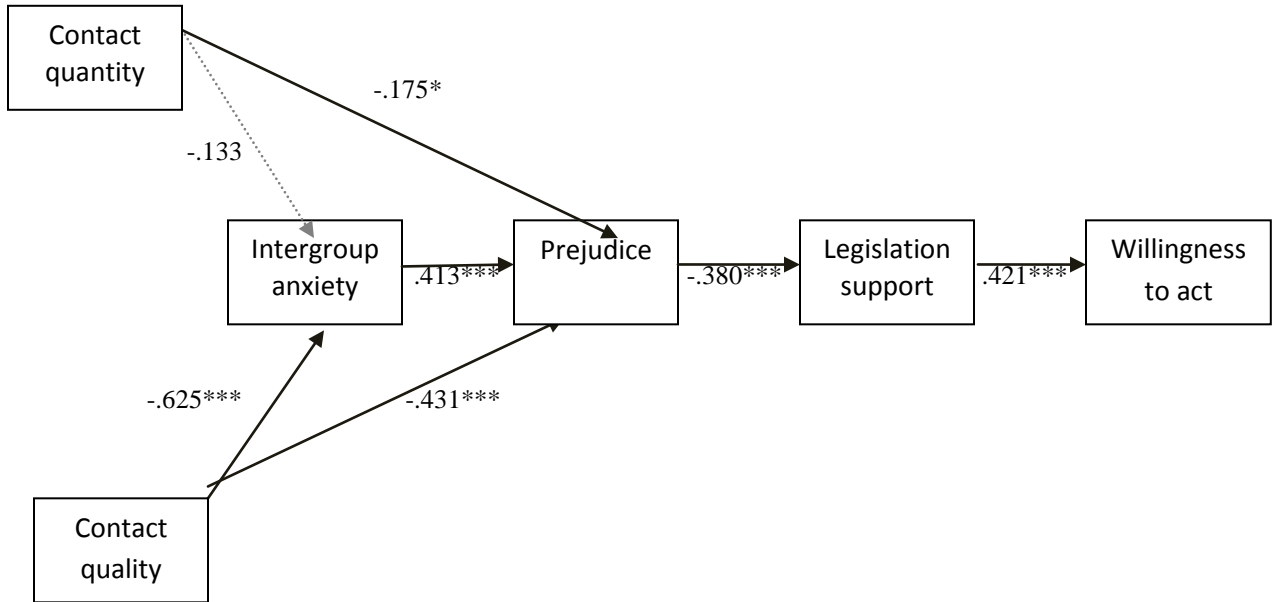 Contact
quantity
-.175*
-.133
Intergroup
anxiety
.413***
Prejudice
-.380***
Legislation
support
.421***
Willingness
to act
-.625***
-.431***
Contact
quality